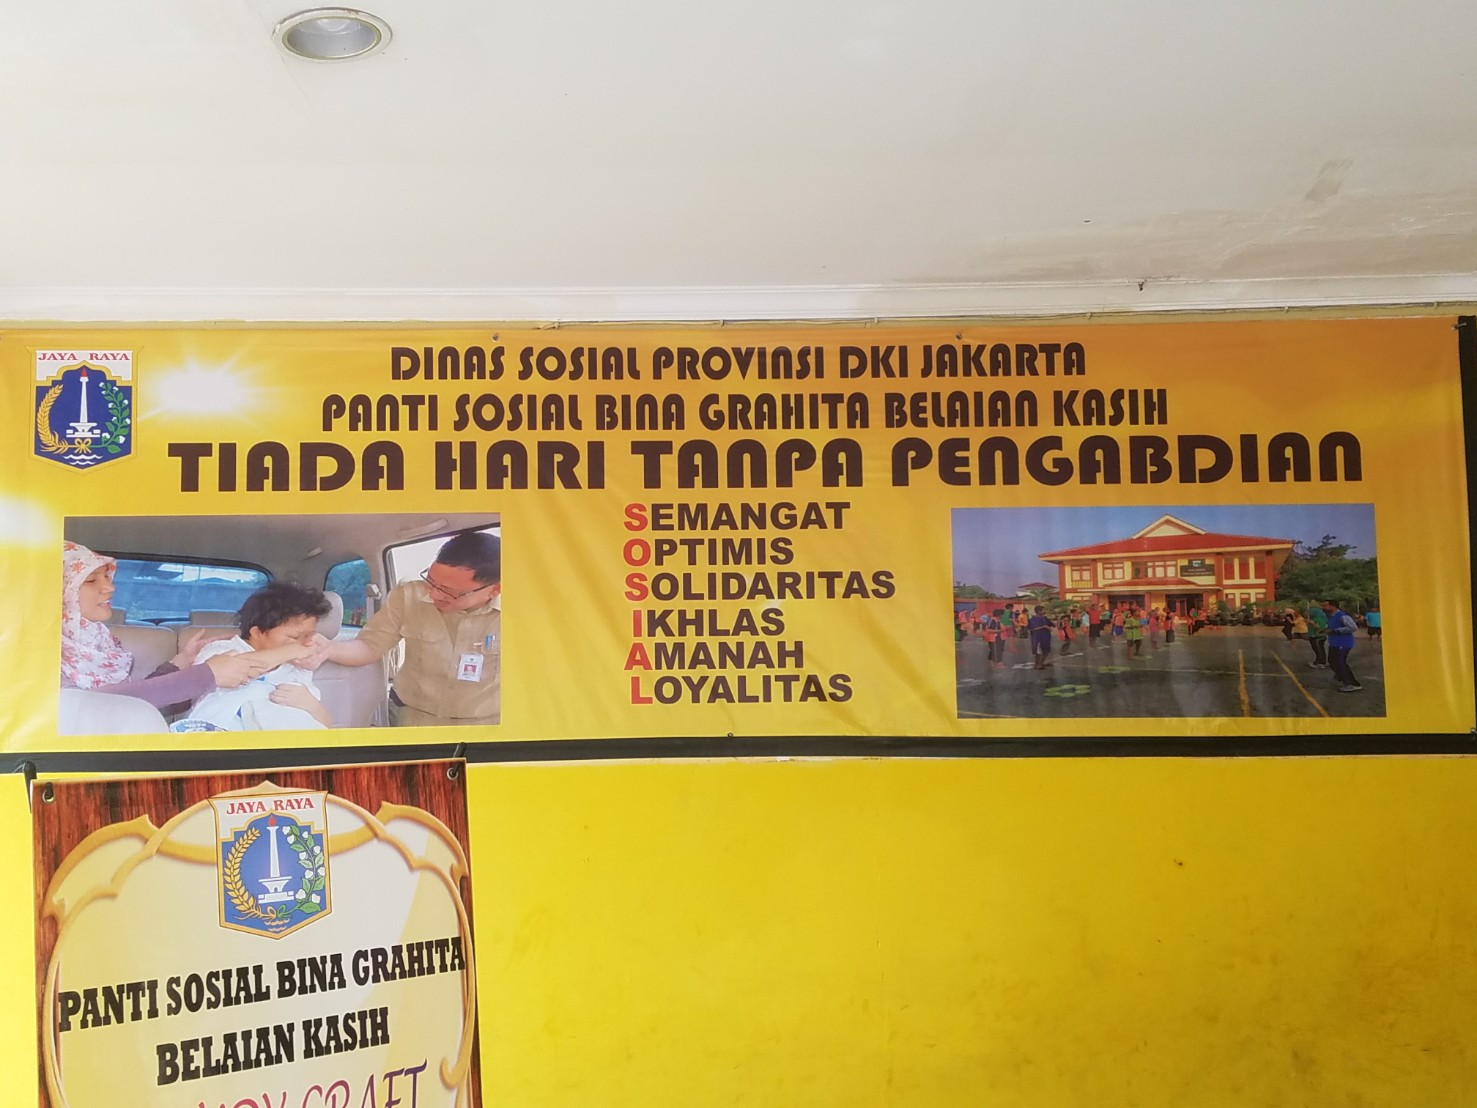 JAYA RAYA
DINAS SOSIAL PROVINSI DKI JAKARTA
PANTI SOSIAL BINA GRAHITA BELAIAN KASIH
TIADA HARI TANPA PENGABDIAN
SEMANGAT
OPTIMIS
SOLIDARITAS
IKHLAS
AMANAH
LOYALITAS
JAYA RAYA
PANTI SOSIAL BINA GRAHITA
BELAIAN KASIH
CRAFT